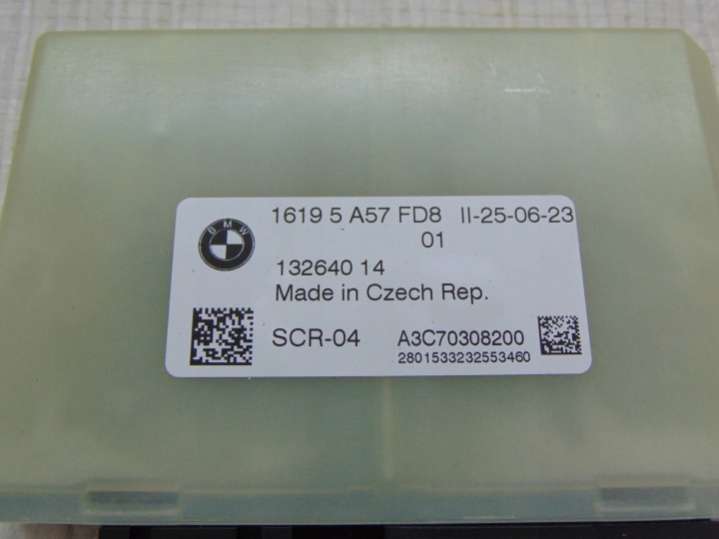 BMW
1619 5 A57 FD8 II-25-06-23
01
132640 14
Made in Czech Rep.
SCR-04 A3C70308200
2801533232553460